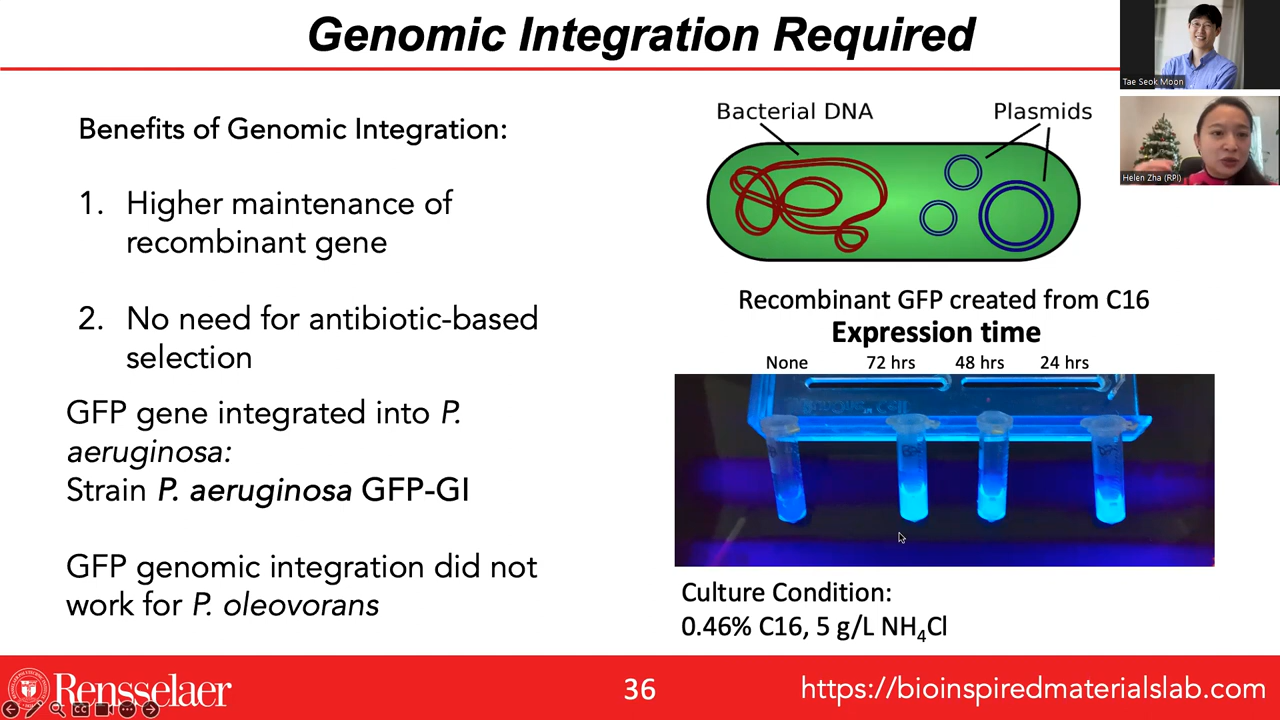 Genomic Integration Required
Tae Seok Moon
Helen Zha (RPI)
Benefits of Genomic Integration:
1. Higher maintenance of
recombinant gene
2. No need for antibiotic-based
selection
GFP gene integrated into P.
aeruginosa:
Strain P. aeruginosa GFP-GI
GFP genomic integration did not
work for P. oleovorans
Bacterial DNA
Plasmids
Recombinant GFP created from C16
Expression time
None 72 hrs 48 hrs 24 hrs
Culture Condition:
0.46% C16, 5 g/L NH₄Cl
Rensselaer
36
https://bioinspiredmaterialslab.com